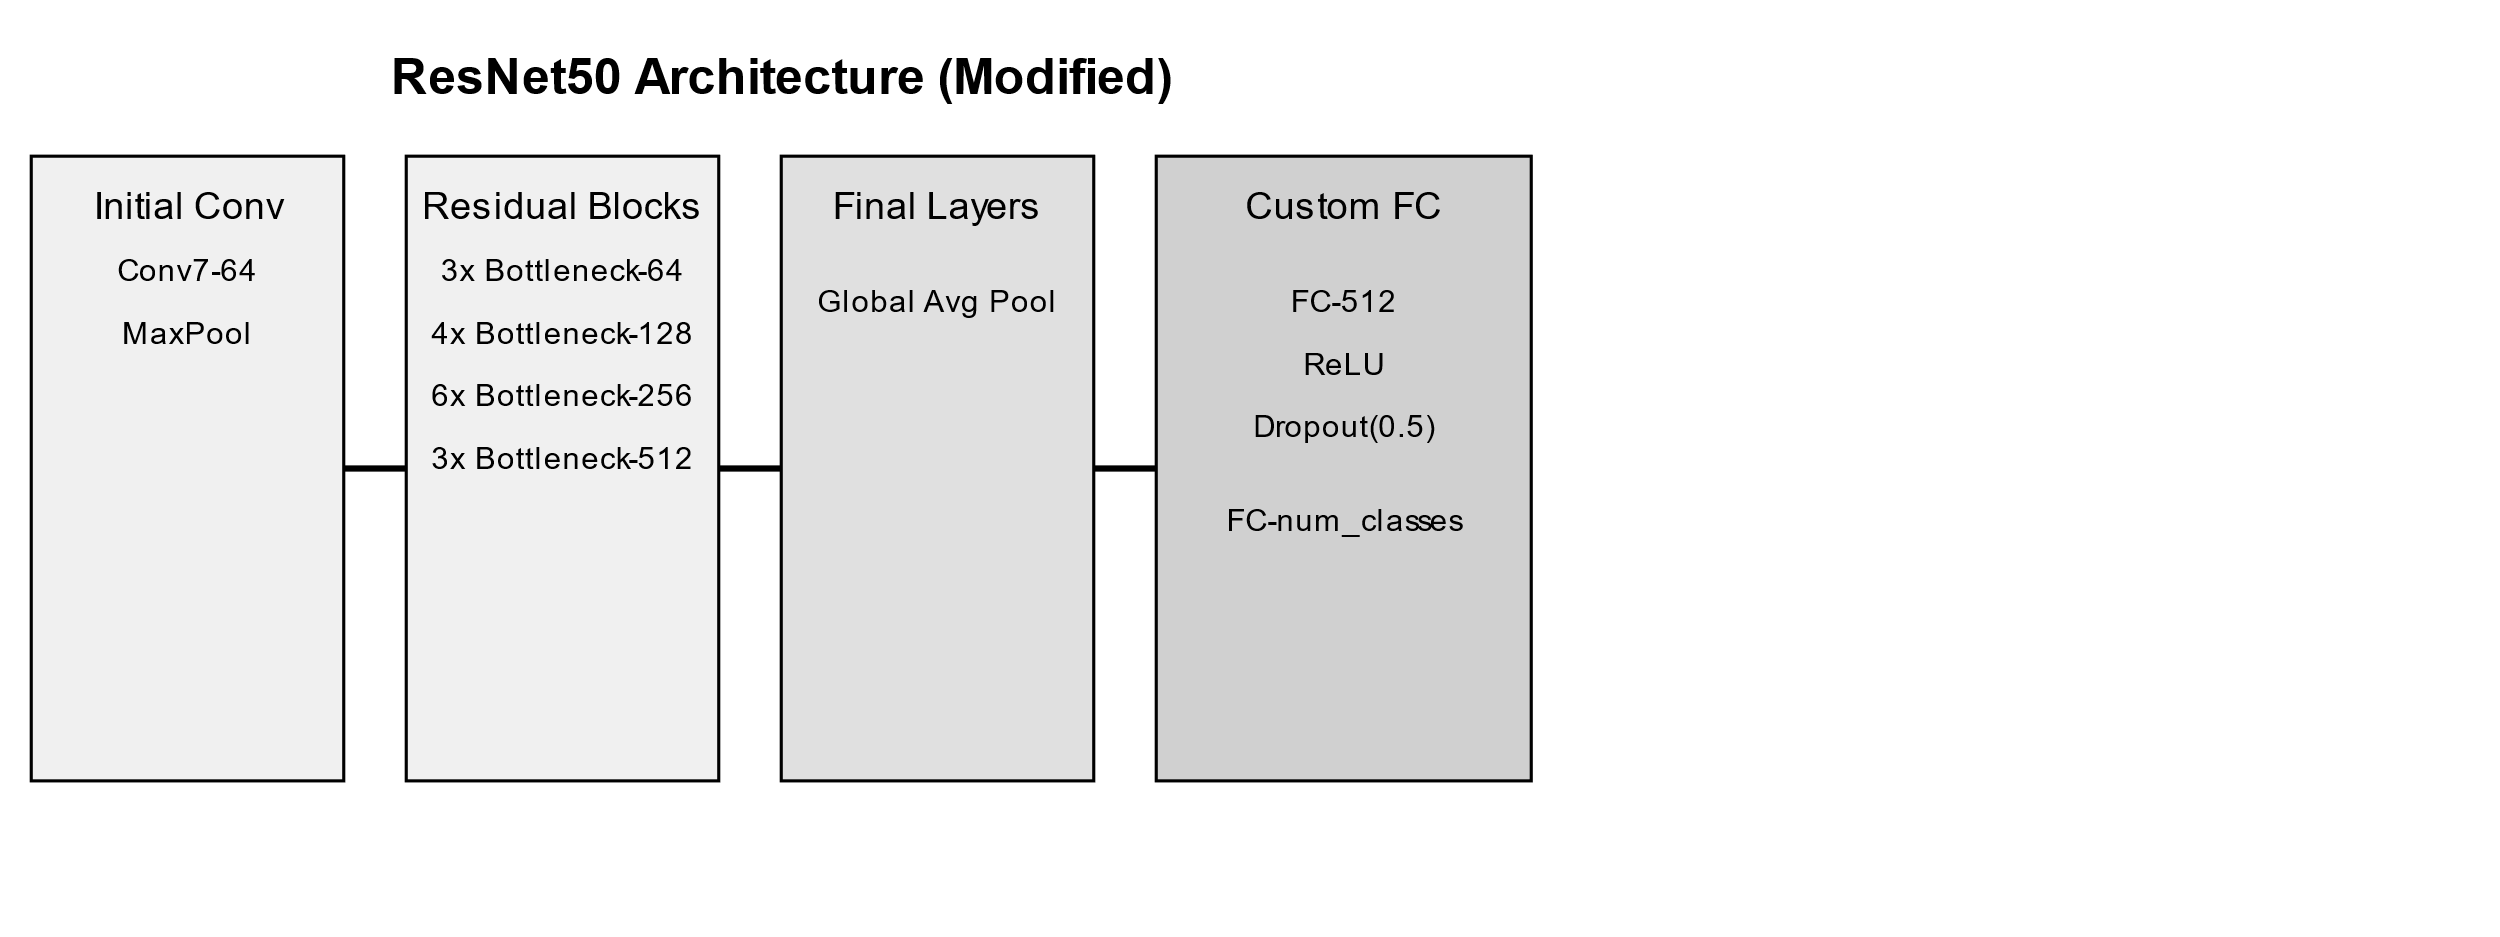 ResNet50 Architecture (Modified)
Initial Conv
Conv7-64
MaxPool
Residual Blocks
3x Bottleneck-64
4x Bottleneck-128
6x Bottleneck-256
3x Bottleneck-512
Final Layers
Global Avg Pool
Custom FC
FC-512
ReLU
Dropout(0.5)
FC-num_classes